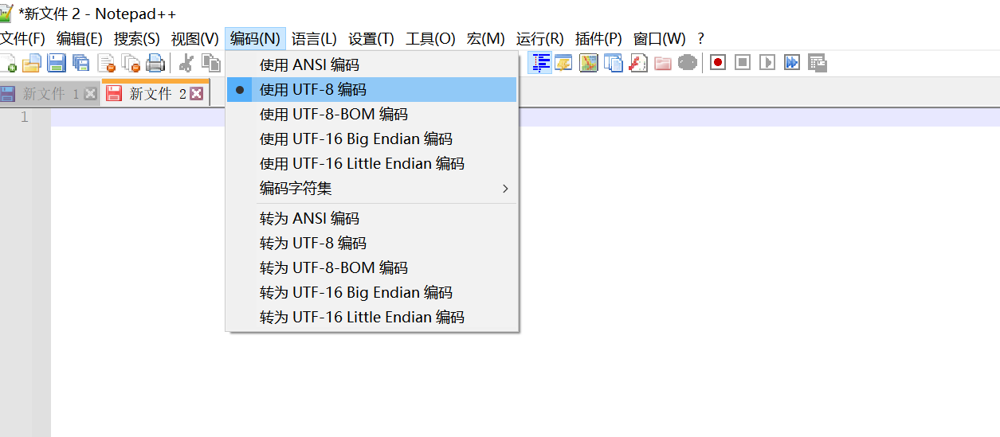 *新文件 2 - Notepad++
文件(F) 编辑(E) 搜索(S) 视图(V) 编码(N) 语言(L) 设置(T) 工具(O) 宏(M) 运行(R) 插件(P) 窗口(W) ?
新文件 1 新文件 2
1
使用 ANSI 编码
使用 UTF-8 编码
使用 UTF-8-BOM 编码
使用 UTF-16 Big Endian 编码
使用 UTF-16 Little Endian 编码
编码字符集
转为 ANSI 编码
转为 UTF-8 编码
转为 UTF-8-BOM 编码
转为 UTF-16 Big Endian 编码
转为 UTF-16 Little Endian 编码